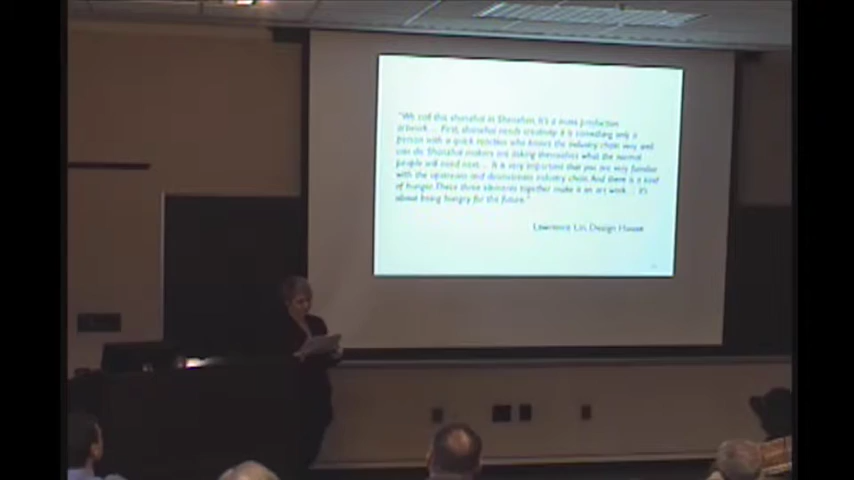 "We call this shanzhai in Shenzhen. It's a mass production
artwork... First, shanzhai needs creativity: it is something only a
person with a quick reaction who knows the industry chain very well
can do. Shanzhai makers are asking themselves what the normal
people will need next... It is very important that you are very familiar
with the upstream and downstream industry chain. And there is a kind
of hunger. These three elements together make it an art work... it's
about being hungry for the future."
Lawrence Lin, Design House